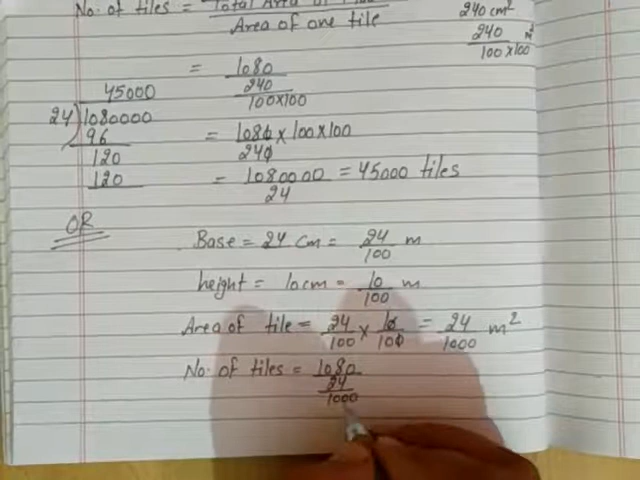 No. of tiles = Total Area of
Area of one tile
240 cm²
240
100×100 m²
= 1080
240
100×100
45000
24 1080000
96
120
120
= 1080 × 100×100
240
= 1080000 = 45000 tiles
24
OR
Base = 24 cm = 24/100 m
height = 10cm = 10/100 m
Area of tile = 24/100 × 10/100 = 24/1000 m²
No. of tiles = 1080
24
1000